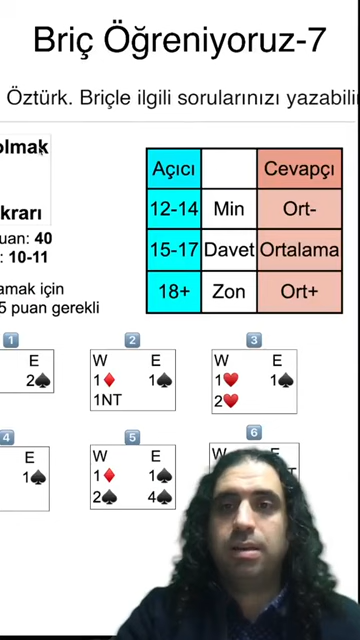 Briç Öğreniyoruz-7
Öztürk. Briçle ilgili sorularınızı yazabili
olmak
krarı
uan: 40
: 10-11
amak için
5 puan gerekli
Açıcı Cevapçı
12-14 Min Ort-
15-17 Davet Ortalama
18+ Zon Ort+
1
E
2♠
2
W E
1♦ 1♠
1NT
3
W E
1♥ 1♠
2♥
4
E
1♠
5
W E
1♦ 1♠
2♠ 4♠
6
W E